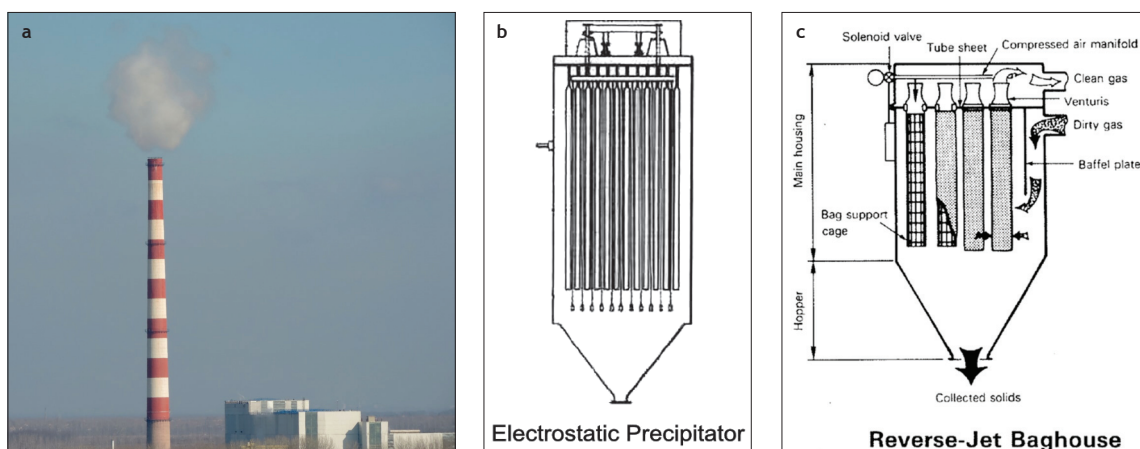 a
b
Electrostatic Precipitator
c
Solenoid valve
Tube sheet
Compressed air manifold
Clean gas
Venturis
Dirty gas
Baffel plate
Main housing
Bag support
cage
Hopper
Collected solids
Reverse-Jet Baghouse